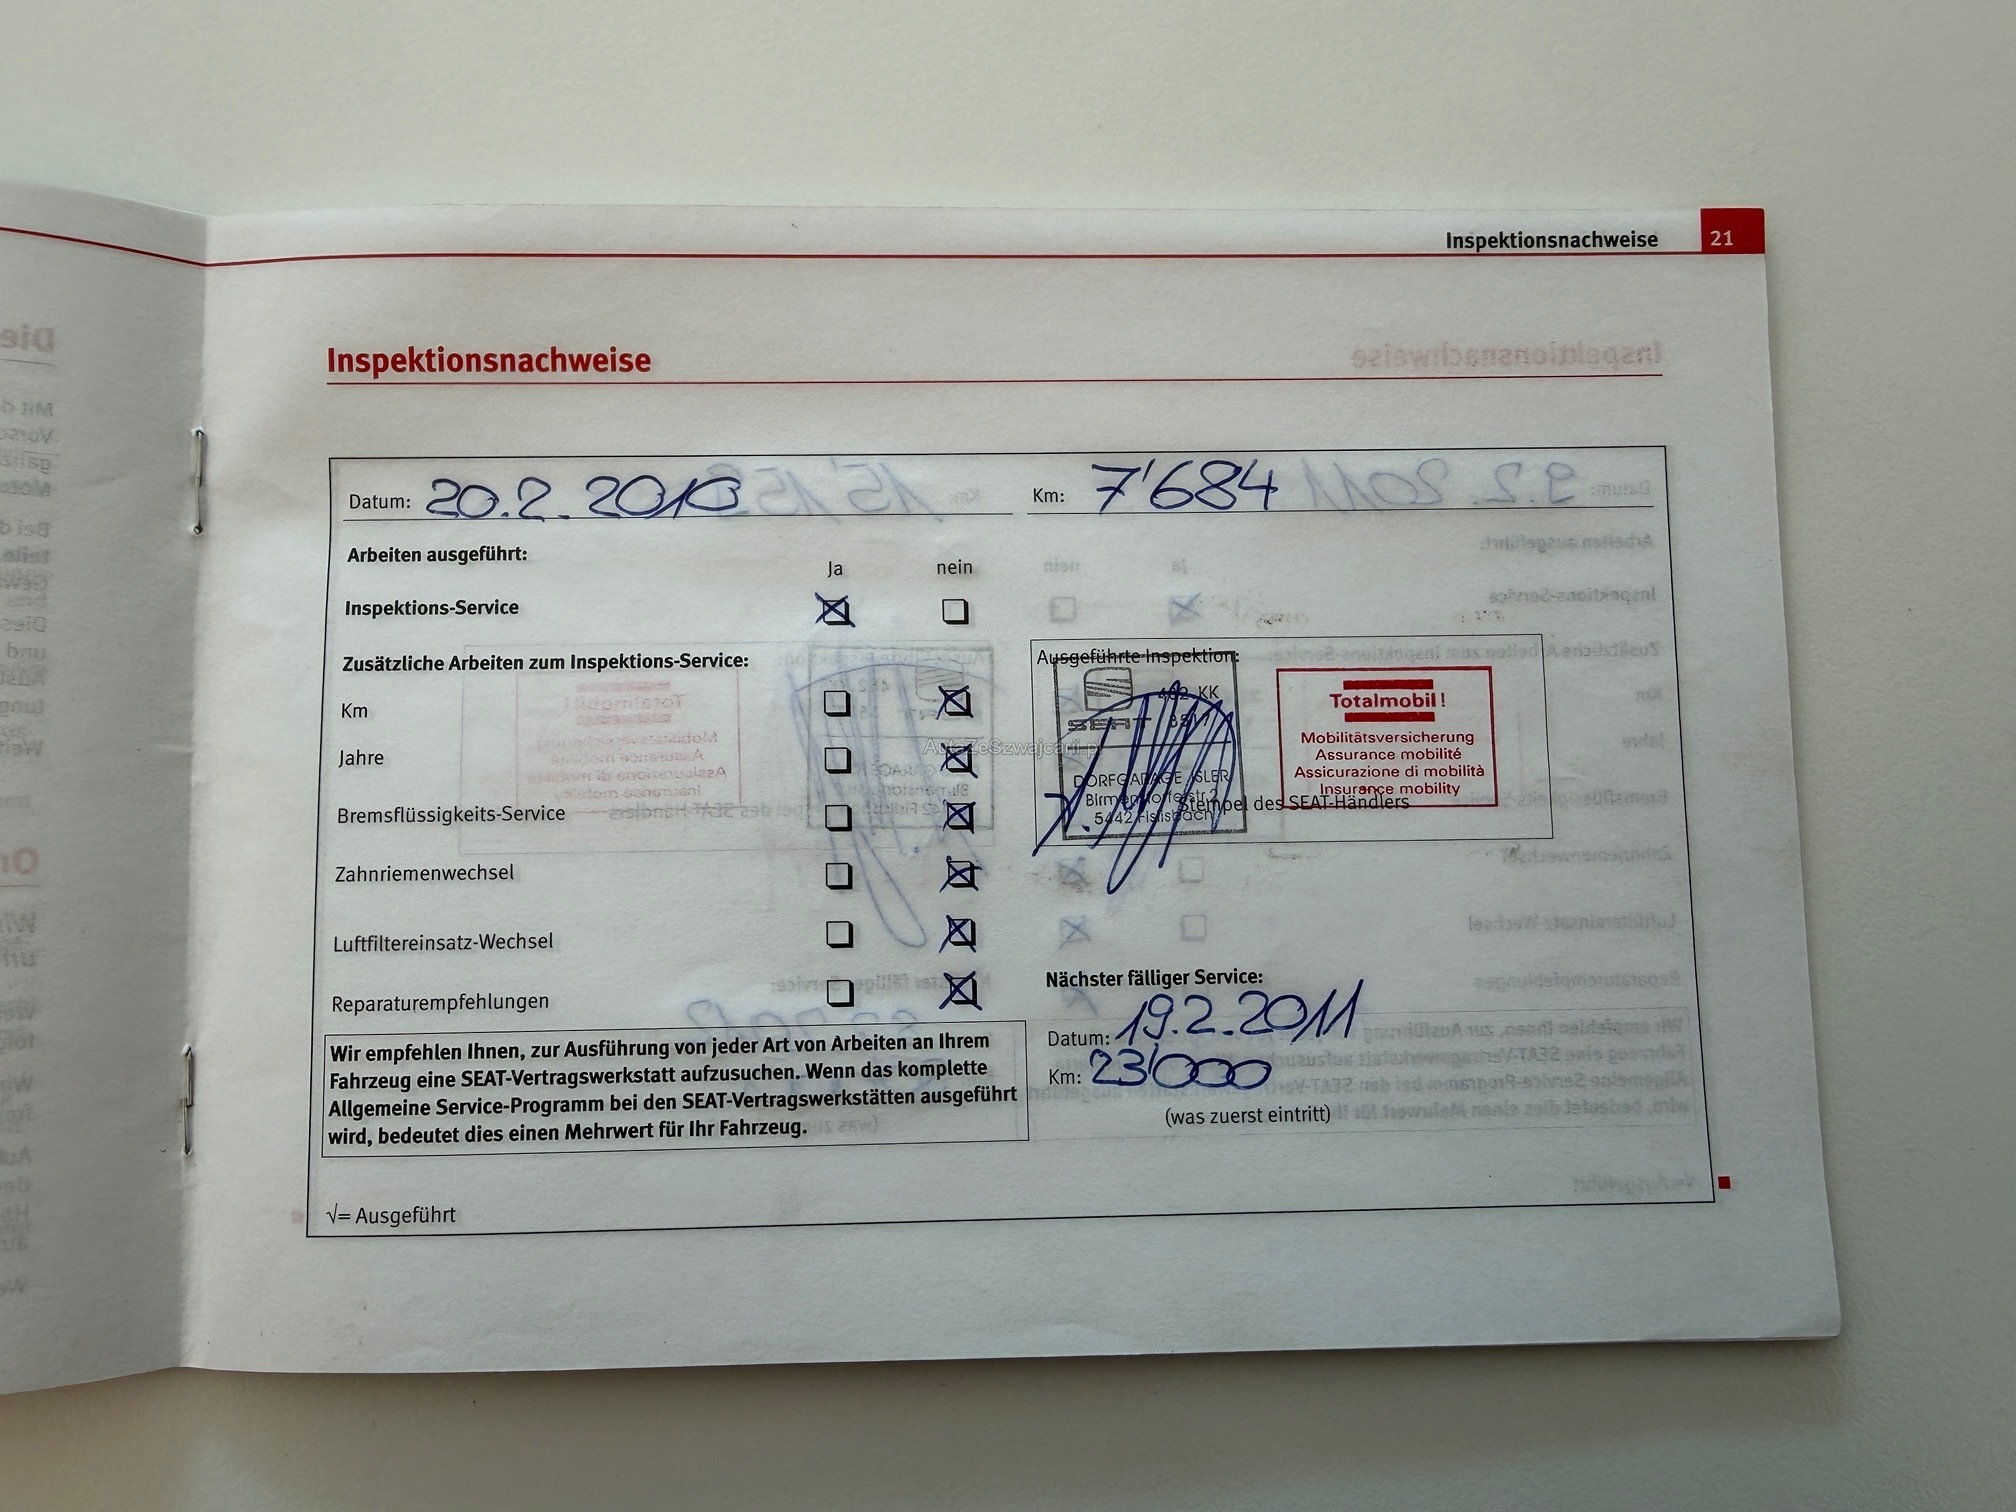 Inspektionsnachweise 21
Inspektionsnachweise
Datum: 20.2.2010 Km: 7'684
Arbeiten ausgeführt:
Ja nein
Inspektions-Service
Zusätzliche Arbeiten zum Inspektions-Service:
Km
Jahre
Bremsflüssigkeits-Service
Zahnriemenwechsel
Luftfiltereinsatz-Wechsel
Reparaturempfehlungen
Wir empfehlen Ihnen, zur Ausführung von jeder Art von Arbeiten an Ihrem
Fahrzeug eine SEAT-Vertragswerkstatt aufzusuchen. Wenn das komplette
Allgemeine Service-Programm bei den SEAT-Vertragswerkstätten ausgeführt
wird, bedeutet dies einen Mehrwert für Ihr Fahrzeug.
√= Ausgeführt
Ausgeführte Inspektion:
KK
SEAT
AutaZeSzwajcarii.pl
DORFGARAGE ISLER
Birmenstorferstr.2
5442 Fislisbach
Totalmobil!
Mobilitätsversicherung
Assurance mobilité
Assicurazione di mobilità
Insurance mobility
Stempel des SEAT-Händlers
Nächster fälliger Service:
Datum: 19.2.2011
Km: 23'000
(was zuerst eintritt)